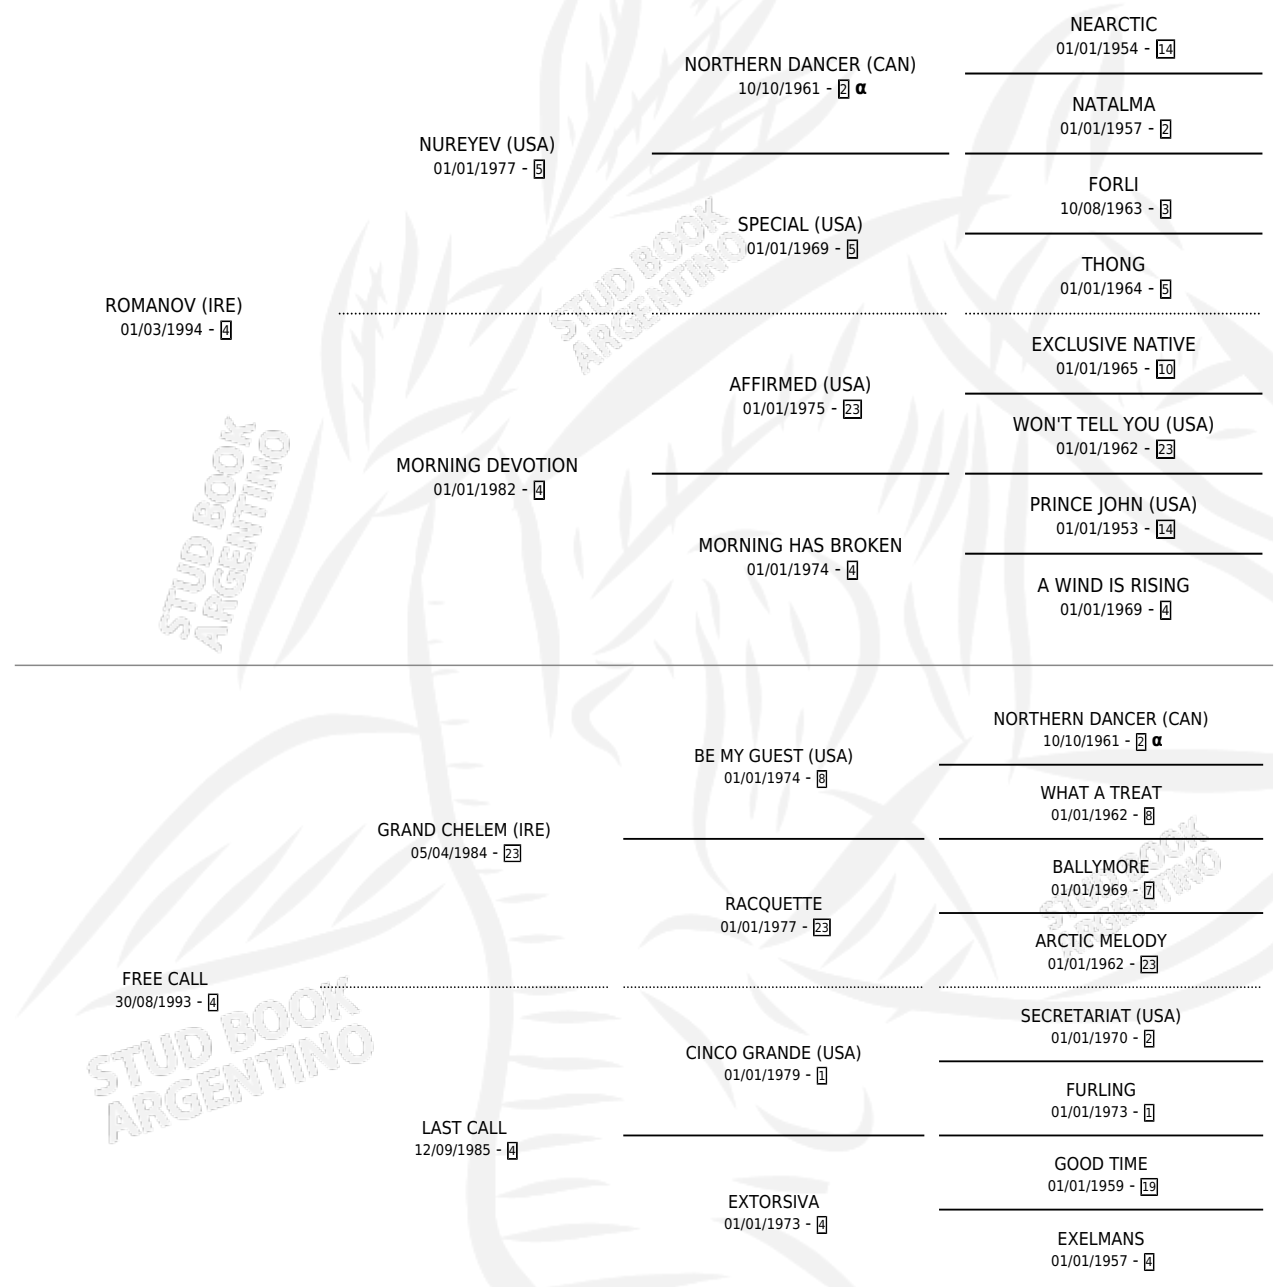 NEARCTIC
01/01/1954 - 14
NORTHERN DANCER (CAN)
10/10/1961 - 2 α
NATALMA
01/01/1957 - 2
NUREYEV (USA)
01/01/1977 - 5
FORLI
10/08/1963 - 3
SPECIAL (USA)
01/01/1969 - 5
THONG
01/01/1964 - 5
STUD BOOK
ARGENTINO
ROMANOV (IRE)
01/03/1994 - 4
EXCLUSIVE NATIVE
01/01/1965 - 10
AFFIRMED (USA)
01/01/1975 - 23
WON'T TELL YOU (USA)
01/01/1962 - 23
MORNING DEVOTION
01/01/1982 - 4
PRINCE JOHN (USA)
01/01/1953 - 14
MORNING HAS BROKEN
01/01/1974 - 4
A WIND IS RISING
01/01/1969 - 4
STUD BOOK
ARGENTINO
NORTHERN DANCER (CAN)
10/10/1961 - 2 α
BE MY GUEST (USA)
01/01/1974 - 8
WHAT A TREAT
01/01/1962 - 8
GRAND CHELEM (IRE)
05/04/1984 - 23
BALLYMORE
01/01/1969 - 7
RACQUETTE
01/01/1977 - 23
ARCTIC MELODY
01/01/1962 - 23
STUD BOOK
ARGENTINO
FREE CALL
30/08/1993 - 4
SECRETARIAT (USA)
01/01/1970 - 2
CINCO GRANDE (USA)
01/01/1979 - 1
FURLING
01/01/1973 - 1
LAST CALL
12/09/1985 - 4
GOOD TIME
01/01/1959 - 19
EXTORSIVA
01/01/1973 - 4
EXELMANS
01/01/1957 - 4
STUD BOOK
ARGENTINO